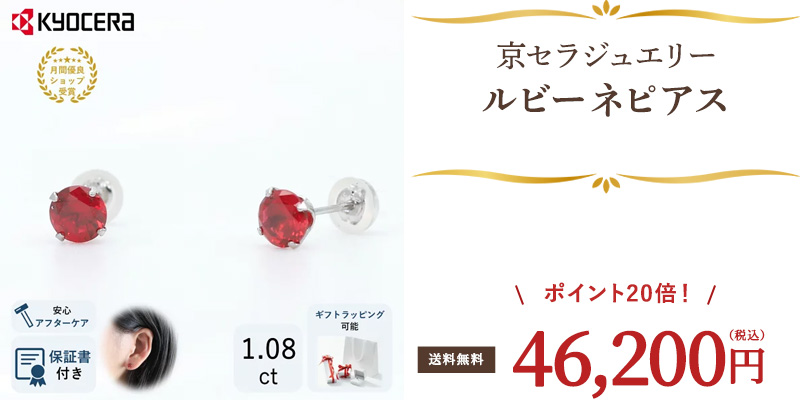 KYOCERA
月間優良
ショップ
受賞
京セラジュエリー
ルビーネピアス
安心
アフターケア
保証書
付き
1.08
ct
ギフトラッピング
可能
\ ポイント20倍! /
送料無料
46,200円
(税込)